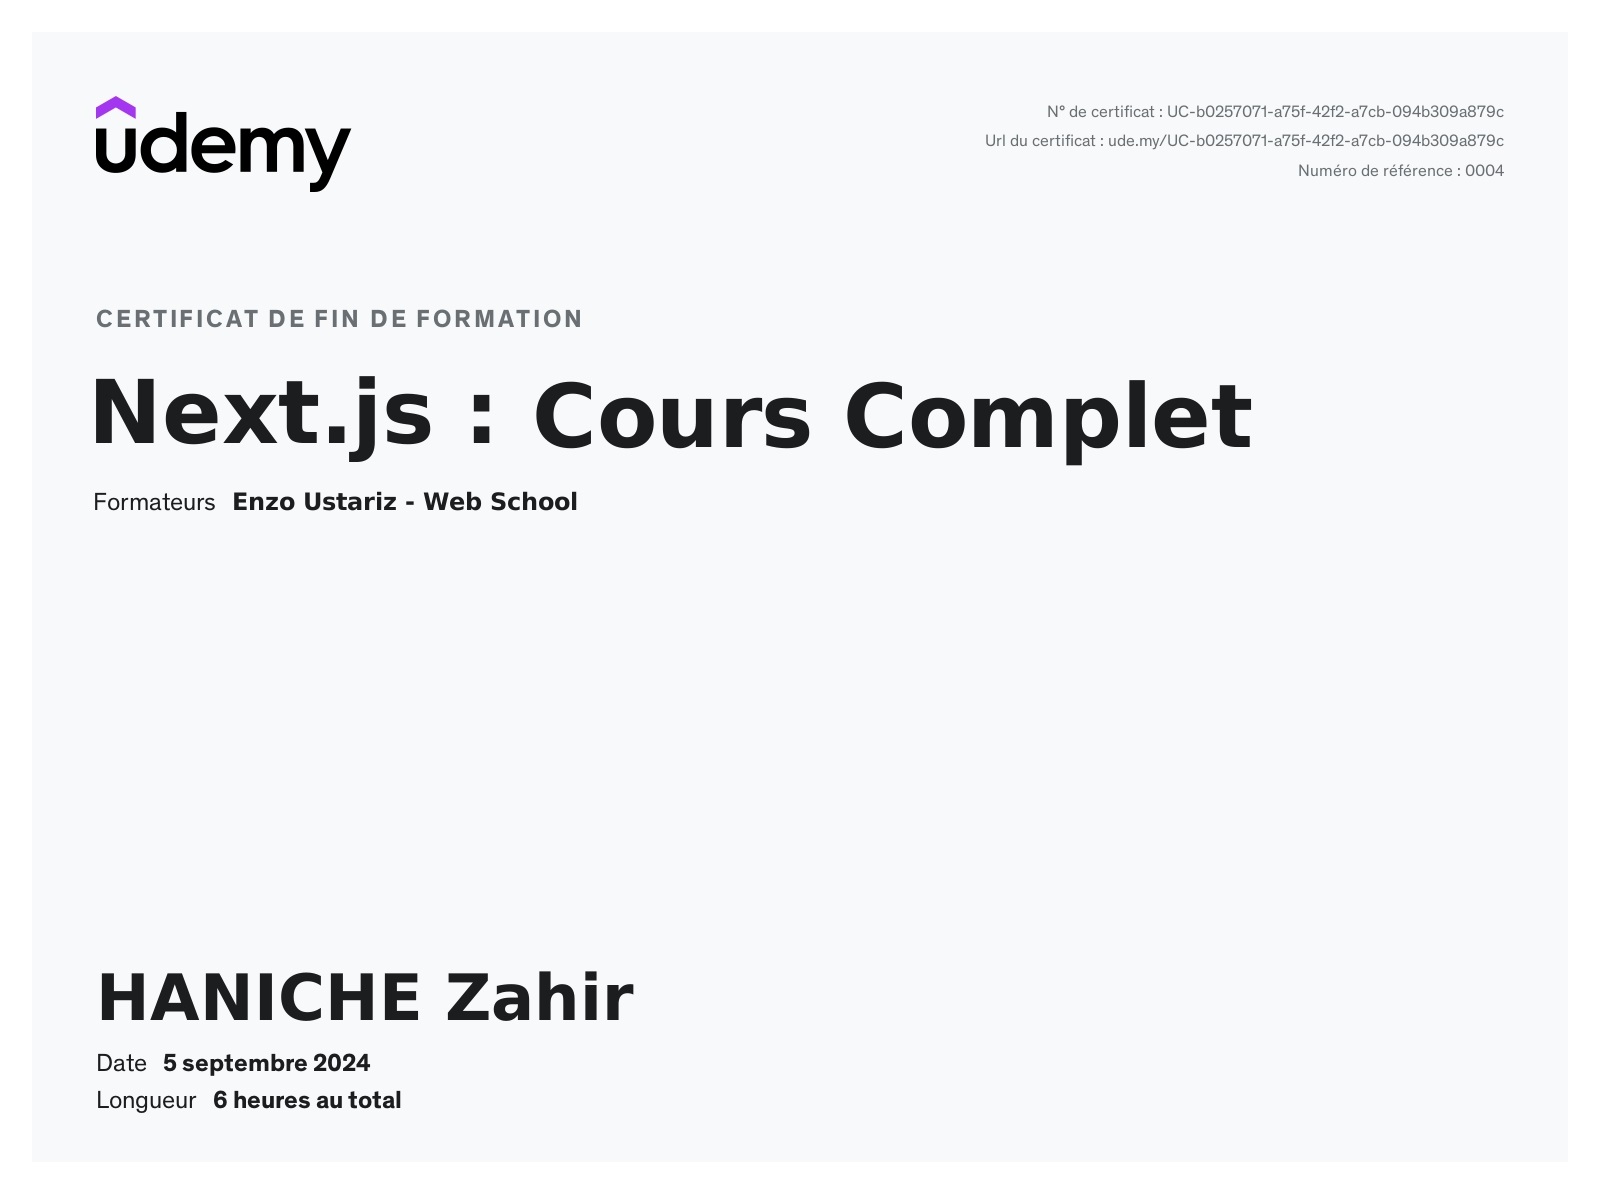 udemy
N° de certificat : UC-b0257071-a75f-42f2-a7cb-094b309a879c
Url du certificat : ude.my/UC-b0257071-a75f-42f2-a7cb-094b309a879c
Numéro de référence : 0004
CERTIFICAT DE FIN DE FORMATION
Next.js : Cours Complet
Formateurs Enzo Ustariz - Web School
HANICHE Zahir
Date 5 septembre 2024
Longueur 6 heures au total